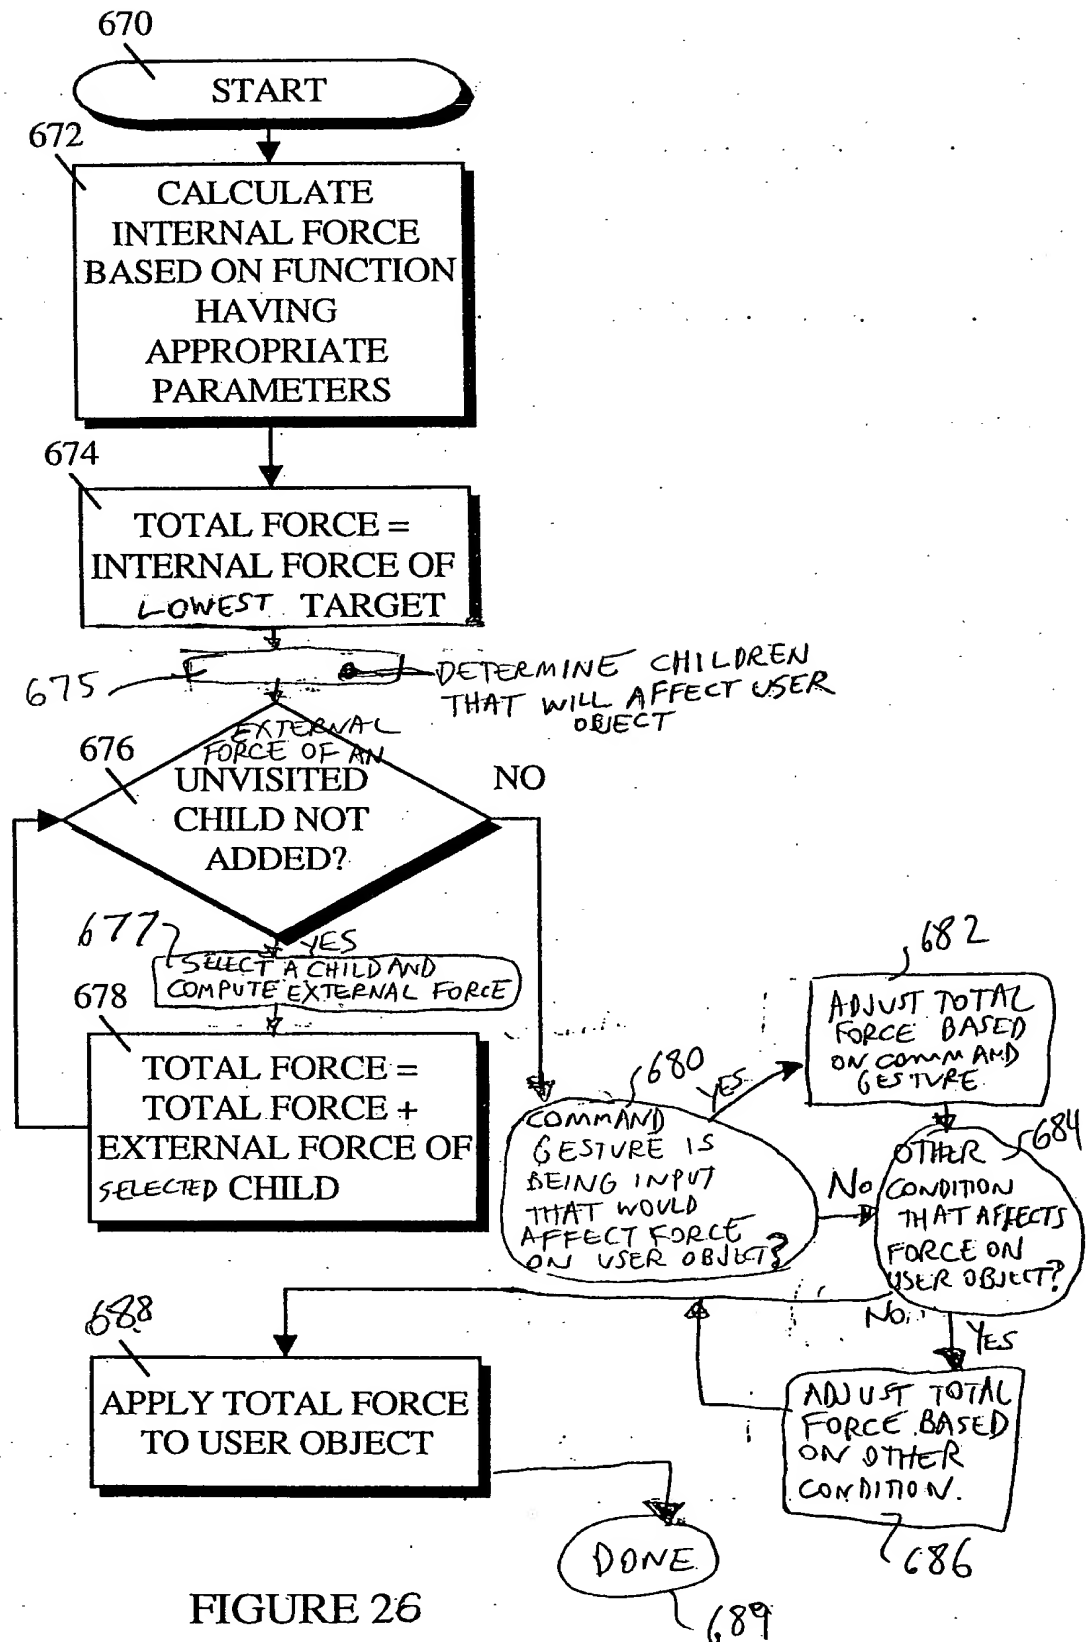 670
START
672
CALCULATE
INTERNAL FORCE
BASED ON FUNCTION
HAVING
APPROPRIATE
PARAMETERS
674
TOTAL FORCE =
INTERNAL FORCE OF
LOWEST TARGET
675
DETERMINE CHILDREN
THAT WILL AFFECT USER
OBJECT
676
EXTERNAL
FORCE OF AN
UNVISITED
CHILD NOT
ADDED?
NO
YES
677
SELECT A CHILD AND
COMPUTE EXTERNAL FORCE
678
TOTAL FORCE =
TOTAL FORCE +
EXTERNAL FORCE OF
SELECTED CHILD
680
COMMAND
GESTURE IS
BEING INPUT
THAT WOULD
AFFECT FORCE
ON USER OBJECT?
YES
682
ADJUST TOTAL
FORCE BASED
ON COMMAND
GESTURE
No
684
OTHER
CONDITION
THAT AFFECTS
FORCE ON
USER OBJECT?
No
YES
ADJUST TOTAL
FORCE BASED
ON OTHER
CONDITION.
686
688
APPLY TOTAL FORCE
TO USER OBJECT
DONE
689
FIGURE 26